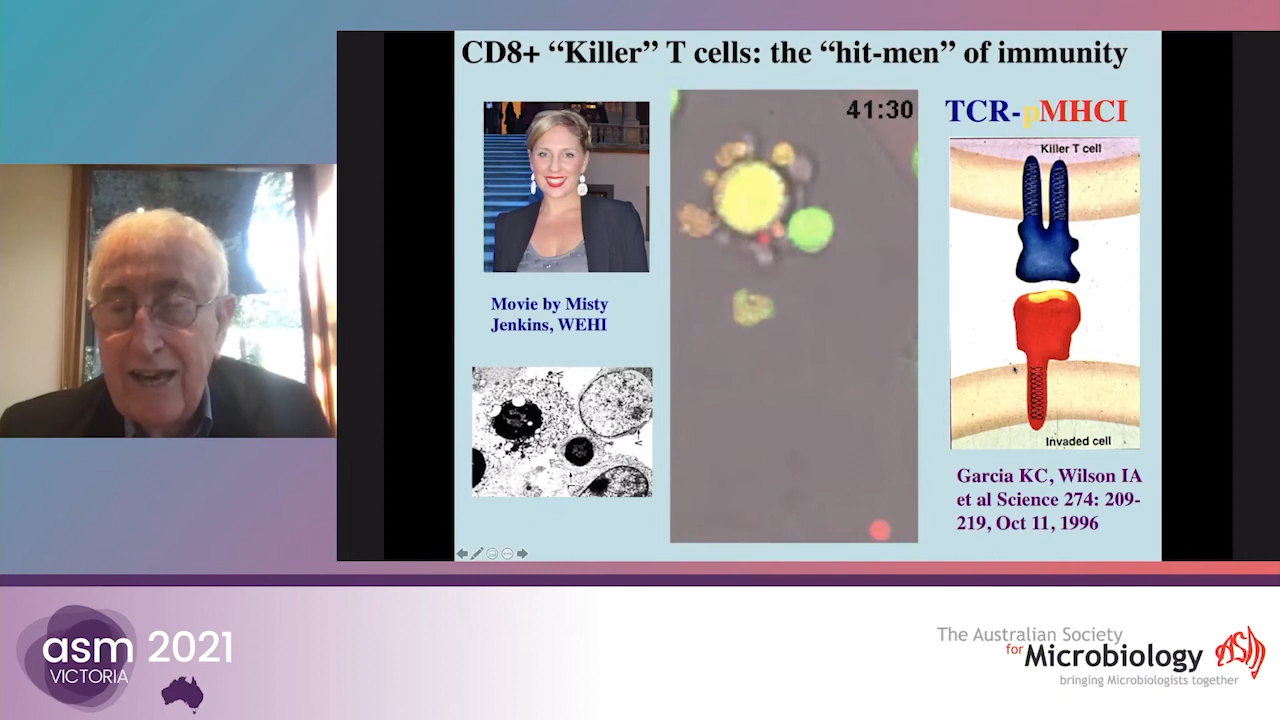 CD8+ “Killer” T cells: the “hit-men” of immunity
41:30
TCR-pMHCI
Killer T cell
Invaded cell
Movie by Misty
Jenkins, WEHI
Garcia KC, Wilson IA
et al Science 274: 209-
219, Oct 11, 1996
asm 2021
VICTORIA
The Australian Society
for Microbiology
bringing Microbiologists together
ASM